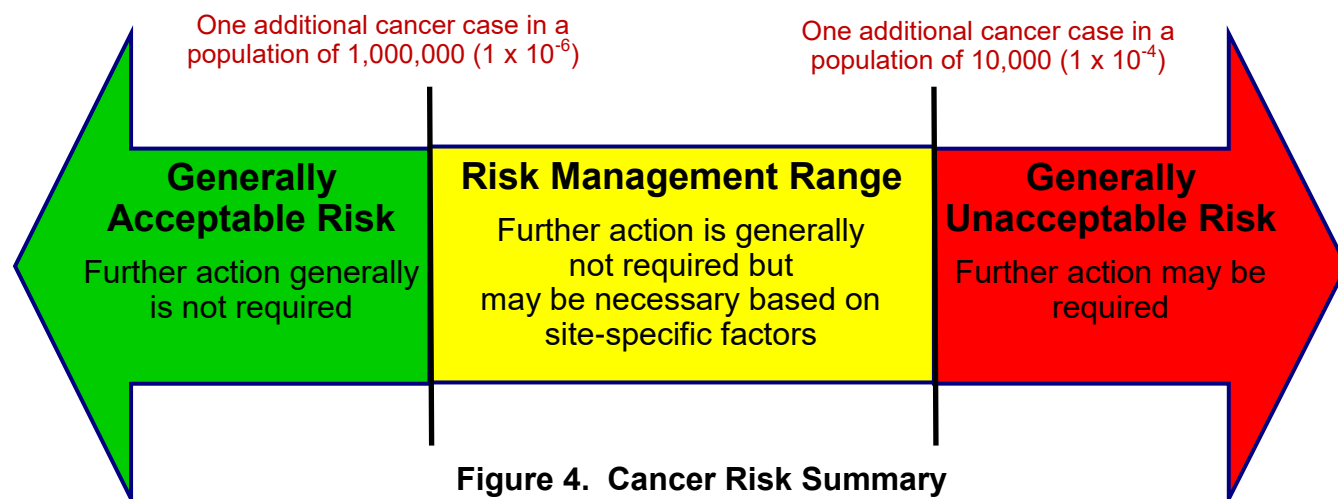 One additional cancer case in a
population of 1,000,000 (1 x 10⁻⁶)
One additional cancer case in a
population of 10,000 (1 x 10⁻⁴)
Generally
Acceptable Risk
Further action generally
is not required
Risk Management Range
Further action is generally
not required but
may be necessary based on
site-specific factors
Generally
Unacceptable Risk
Further action may be
required
Figure 4. Cancer Risk Summary